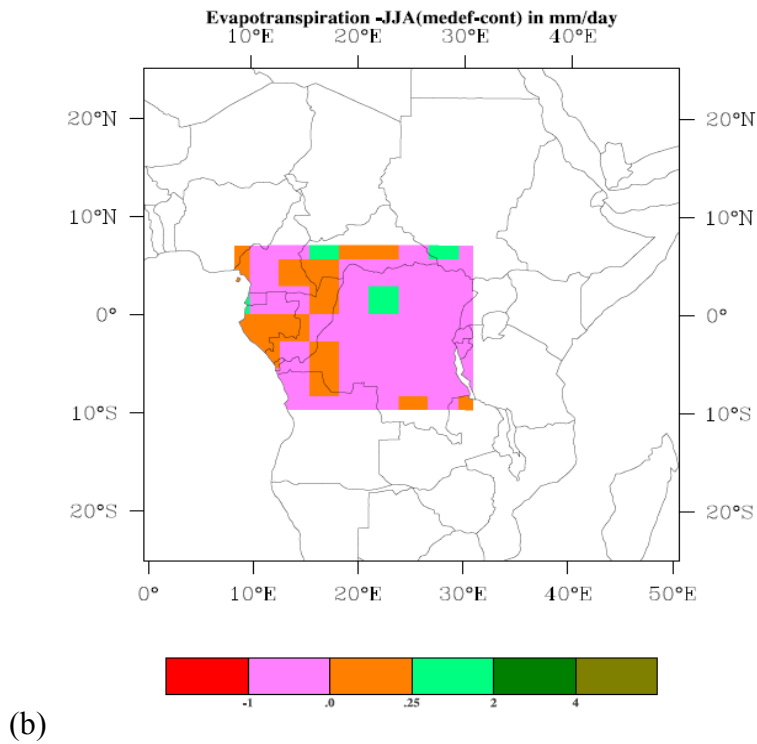 Evapotranspiration -JJA(medef-cont) in mm/day
10°E 20°E 30°E 40°E
20°N 20°N
10°N 10°N
0° 0°
10°S 10°S
20°S 20°S
0° 10°E 20°E 30°E 40°E 50°E
-1 .0 .25 2 4
(b)